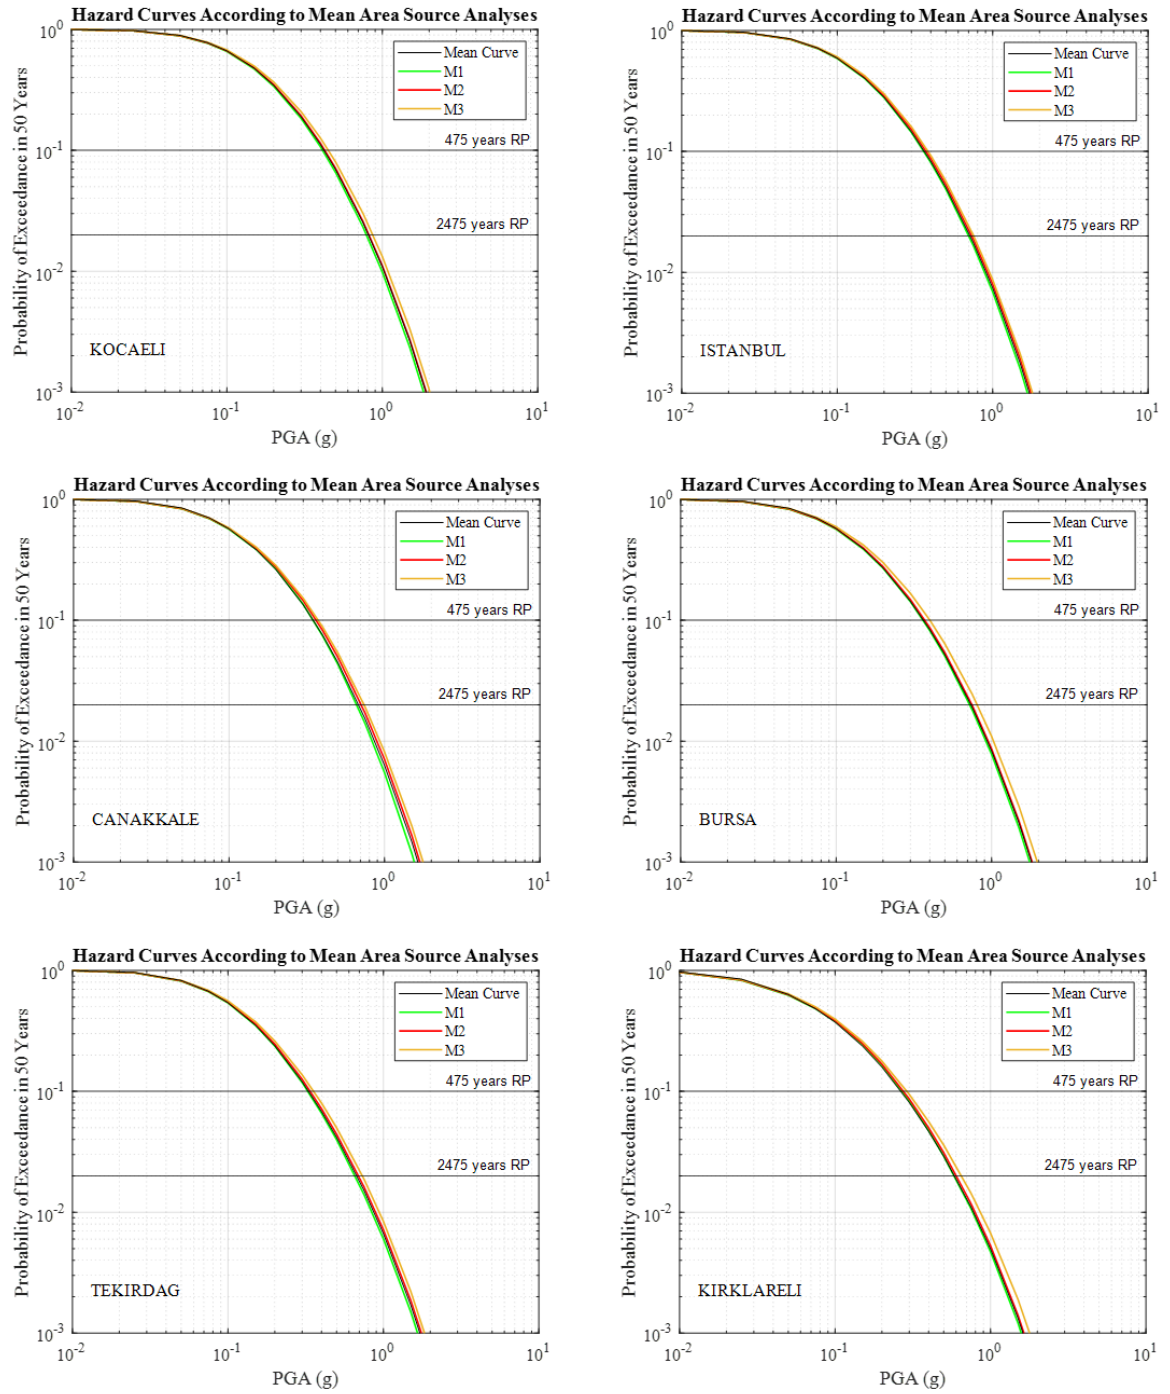 Hazard Curves According to Mean Area Source Analyses
Probability of Exceedance in 50 Years
10^0
10^-1
10^-2
10^-3
Mean Curve
M1
M2
M3
475 years RP
2475 years RP
KOCAELI
10^-2
10^-1
10^0
10^1
PGA (g)
Hazard Curves According to Mean Area Source Analyses
Probability of Exceedance in 50 Years
10^0
10^-1
10^-2
10^-3
Mean Curve
M1
M2
M3
475 years RP
2475 years RP
ISTANBUL
10^-2
10^-1
10^0
10^1
PGA (g)
Hazard Curves According to Mean Area Source Analyses
Probability of Exceedance in 50 Years
10^0
10^-1
10^-2
10^-3
Mean Curve
M1
M2
M3
475 years RP
2475 years RP
CANAKKALE
10^-2
10^-1
10^0
10^1
PGA (g)
Hazard Curves According to Mean Area Source Analyses
Probability of Exceedance in 50 Years
10^0
10^-1
10^-2
10^-3
Mean Curve
M1
M2
M3
475 years RP
2475 years RP
BURSA
10^-2
10^-1
10^0
10^1
PGA (g)
Hazard Curves According to Mean Area Source Analyses
Probability of Exceedance in 50 Years
10^0
10^-1
10^-2
10^-3
Mean Curve
M1
M2
M3
475 years RP
2475 years RP
TEKIRDAG
10^-2
10^-1
10^0
10^1
PGA (g)
Hazard Curves According to Mean Area Source Analyses
Probability of Exceedance in 50 Years
10^0
10^-1
10^-2
10^-3
Mean Curve
M1
M2
M3
475 years RP
2475 years RP
KIRKLARELI
10^-2
10^-1
10^0
10^1
PGA (g)